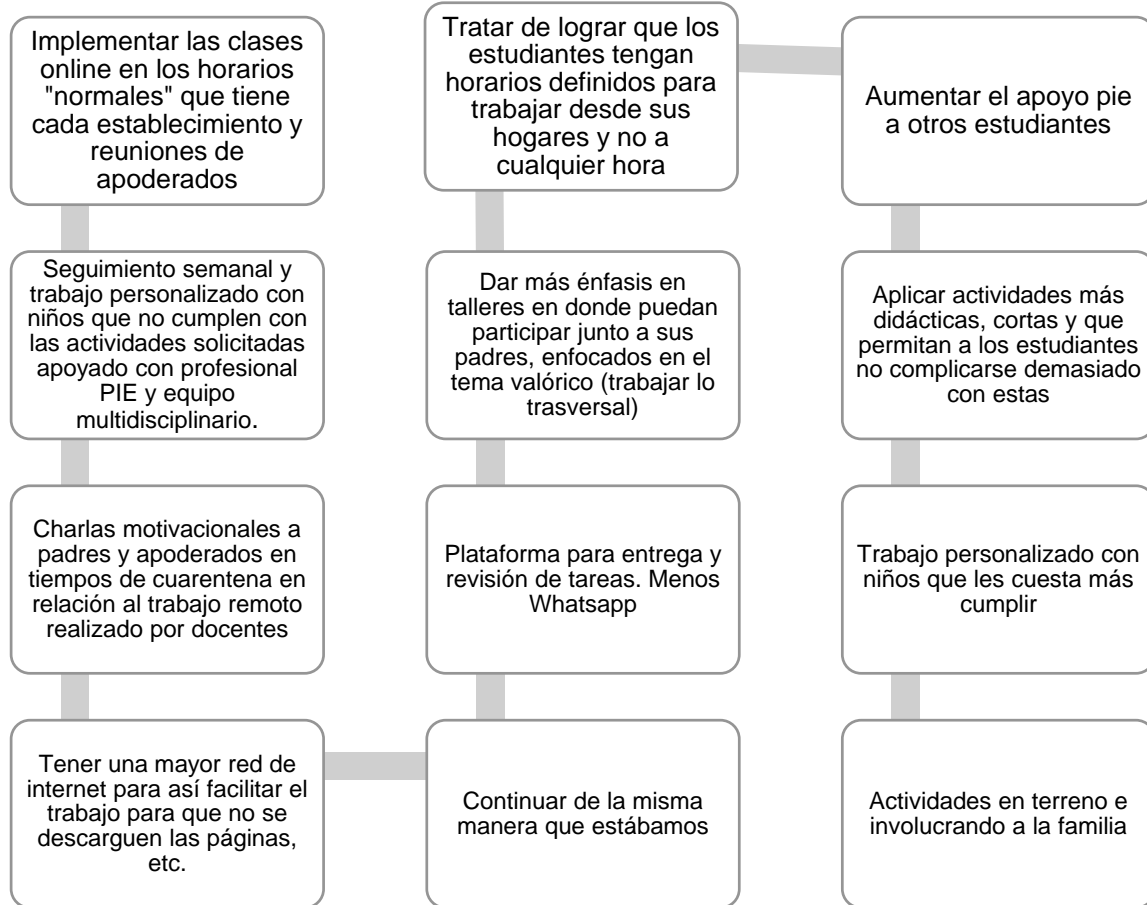 Implementar las clases
online en los horarios
"normales" que tiene
cada establecimiento y
reuniones de
apoderados
Seguimiento semanal y
trabajo personalizado con
niños que no cumplen con
las actividades solicitadas
apoyado con profesional
PIE y equipo
multidisciplinario.
Charlas motivacionales a
padres y apoderados en
tiempos de cuarentena en
relación al trabajo remoto
realizado por docentes
Tener una mayor red de
internet para así facilitar el
trabajo para que no se
descarguen las páginas,
etc.
Continuar de la misma
manera que estábamos
Plataforma para entrega y
revisión de tareas. Menos
Whatsapp
Dar más énfasis en
talleres en donde puedan
participar junto a sus
padres, enfocados en el
tema valórico (trabajar lo
trasversal)
Tratar de lograr que los
estudiantes tengan
horarios definidos para
trabajar desde sus
hogares y no a
cualquier hora
Aumentar el apoyo pie
a otros estudiantes
Aplicar actividades más
didácticas, cortas y que
permitan a los estudiantes
no complicarse demasiado
con estas
Trabajo personalizado con
niños que les cuesta más
cumplir
Actividades en terreno e
involucrando a la familia